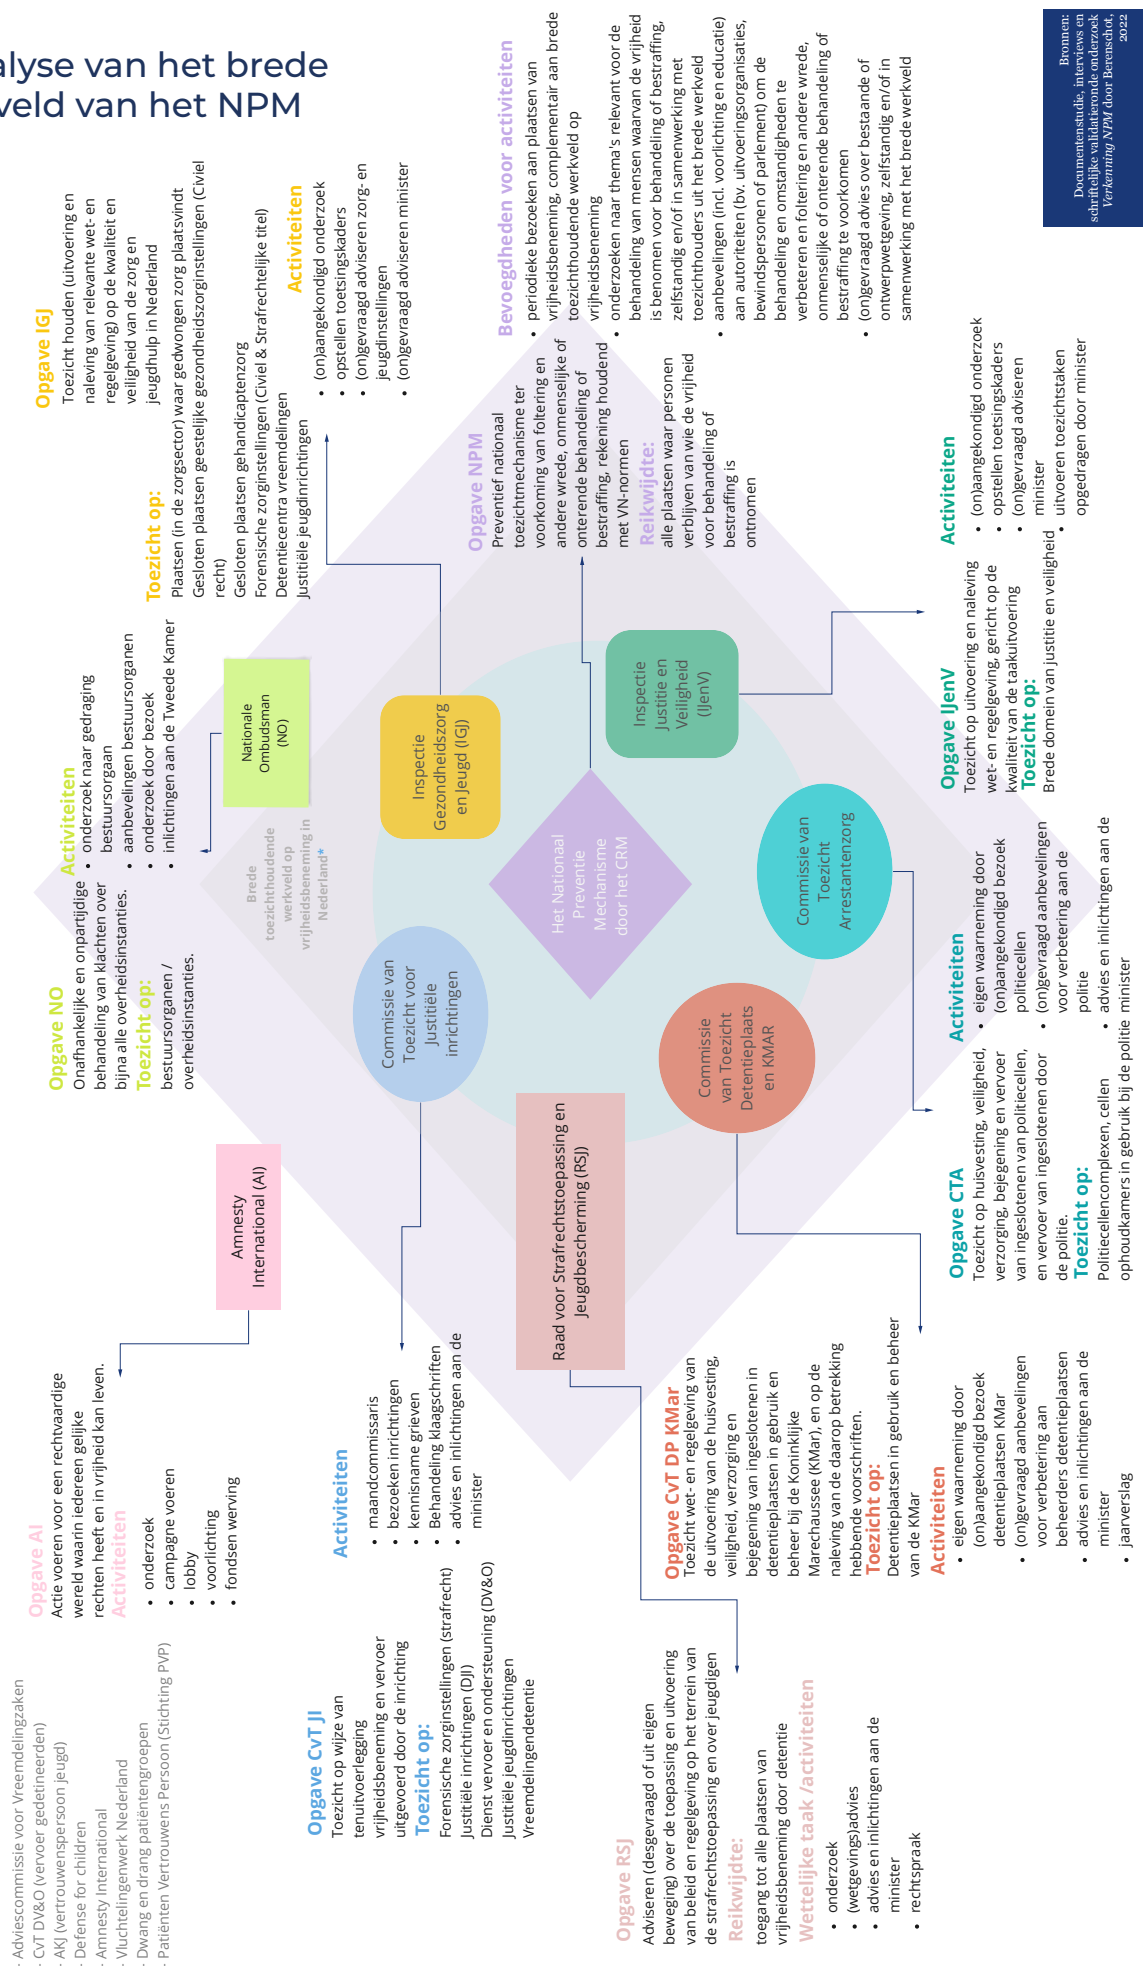 alyse van het brede
veld van het NPM
- Adviescommissie voor Vreemdelingzaken
- CvT DV&O (vervoer gedetineerden)
- AKJ (vertrouwenspersoon jeugd)
- Defense for children
- Amnesty International
- Vluchtelingenwerk Nederland
- Dwang en drang patiëntengroepen
- Patiënten Vertrouwens Persoon (Stichting PVP)
Opgave AI
Actie voeren voor een rechtvaardige
wereld waarin iedereen gelijke
rechten heeft en in vrijheid kan leven.
Activiteiten
• onderzoek
• campagne voeren
• lobby
• voorlichting
• fondsen werving
Amnesty
International (AI)
Opgave NO
Onafhankelijke en onpartijdige
behandeling van klachten over
bijna alle overheidsinstanties.
Toezicht op:
bestuursorganen /
overheidsinstanties.
Activiteiten
• onderzoek naar gedraging
bestuursorgaan
• aanbevelingen bestuursorganen
• onderzoek door bezoek
• inlichtingen aan de Tweede Kamer
Nationale
Ombudsman
(NO)
Brede
toezichthoudende
werkveld op
vrijheidsbeneming in
Nederland*
Opgave IGJ
Toezicht houden (uitvoering en
naleving van relevante wet- en
regelgeving) op de kwaliteit en
veiligheid van de zorg en
jeugdhulp in Nederland
Toezicht op:
Plaatsen (in de zorgsector) waar gedwongen zorg plaatsvindt
Gesloten plaatsen geestelijke gezondheidszorginstellingen (Civiel
recht)
Gesloten plaatsen gehandicaptenzorg
Forensische zorginstellingen (Civiel & Strafrechtelijke titel)
Detentiecentra vreemdelingen
Justitiële jeugdinrichtingen
Activiteiten
• (on)aangekondigd onderzoek
• opstellen toetsingskaders
• (on)gevraagd adviseren zorg- en
jeugdinstellingen
• (on)gevraagd adviseren minister
Opgave CvT JI
Toezicht op wijze van
tenuitvoerlegging
vrijheidsbeneming en vervoer
uitgevoerd door de inrichting
Toezicht op:
Forensische zorginstellingen (strafrecht)
Justitiële inrichtingen (DJI)
Dienst vervoer en ondersteuning (DV&O)
Justitiële jeugdinrichtingen
Vreemdelingendetentie
Activiteiten
• maandcommissaris
• bezoeken inrichtingen
• kennisname grieven
• Behandeling klaagschriften
• advies en inlichtingen aan de
minister
Commissie van
Toezicht voor
Justitiële
inrichtingen
Inspectie
Gezondheidszorg
en Jeugd (IGJ)
Het Nationaal
Preventie
Mechanisme
door het CRM
Inspectie
Justitie en
Veiligheid
(IJenV)
Commissie van
Toezicht
Arrestantenzorg
Commissie
van Toezicht
Detentieplaats
en KMAR
Raad voor Strafrechtstoepassing en
Jeugdbescherming (RSJ)
Opgave NPM
Preventief nationaal
toezichtmechanisme ter
voorkoming van foltering en
andere wrede, onmenselijke of
onterende behandeling of
bestraffing, rekening houdend
met VN-normen
Reikwijdte:
alle plaatsen waar personen
verblijven van wie de vrijheid
voor behandeling of
bestraffing is
ontnomen
Bevoegdheden voor activiteiten
• periodieke bezoeken aan plaatsen van
vrijheidsbenening, complementair aan brede
toezichthoudende werkveld op
vrijheidsbenening
• onderzoeken naar thema's relevant voor de
behandeling van mensen waarvan de vrijheid
is benomen voor behandeling of bestraffing,
zelfstandig en/of in samenwerking met
toezichthouders uit het brede werkveld
• aanbevelingen (incl. voorlichting en educatie)
aan autoriteiten (bv. uitvoeringsorganisaties,
bewindspersonen of parlement) om de
behandeling en omstandigheden te
verbeteren en foltering en andere wrede,
onmenselijke of onterende behandeling of
bestraffing te voorkomen
• (on)gevraagd advies over bestaande of
ontwerpwetgeving, zelfstandig en/of in
samenwerking met het brede werkveld
Opgave RSJ
Adviseren (desgevraagd of uit eigen
beweging) over de toepassing en uitvoering
van beleid en regelgeving op het terrein van
de strafrechtstoepassing en over jeugdigen
Reikwijdte:
toegang tot alle plaatsen van
vrijheidsbeneming door detentie
Wettelijke taak /activiteiten
• onderzoek
• (wetgevings)advies
• advies en inlichtingen aan de
minister
• rechtspraak
Opgave CvT DP KMar
Toezicht wet- en regelgeving van
de uitvoering van de huisvesting,
veiligheid, verzorging en
bejegening van ingeslotenen in
detentieplaatsen in gebruik en
beheer bij de Koninklijke
Marechaussee (KMar), en op de
naleving van de daarop betrekking
hebbende voorschriften.
Toezicht op:
Detentieplaatsen in gebruik en beheer
van de KMar
Activiteiten
• eigen waarneming door
(on)aangekondigd bezoek
detentieplaatsen KMar
• (on)gevraagd aanbevelingen
voor verbetering aan
beheerders detentieplaatsen
• advies en inlichtingen aan de
minister
• jaarverslag
Opgave CTA
Toezicht op huisvesting, veiligheid,
verzorging, bejegening en vervoer
van ingeslotenen van politiecellen,
en vervoer van ingeslotenen door
de politie.
Toezicht op:
Politiecellencomplexen, cellen
ophoudkamers in gebruik bij de politie
Activiteiten
• eigen waarneming door
(on)aangekondigd bezoek
politiecellen
• (on)gevraagd aanbevelingen
voor verbetering aan de
politie
• advies en inlichtingen aan de
minister
Opgave IJenV
Toezicht op uitvoering en naleving
wet- en regelgeving, gericht op de
kwaliteit van de taakuitvoering
Toezicht op:
Brede domein van justitie en veiligheid
Activiteiten
• (on)aangekondigd onderzoek
• opstellen toetsingskaders
• (on)gevraagd adviseren
minister
• uitvoeren toezichtstaken
opgedragen door minister
Bronnen:
Documentenstudie, interviews en
schriftelijke validatieronde onderzoek
Verkenning NPM door Berenschot,
2022